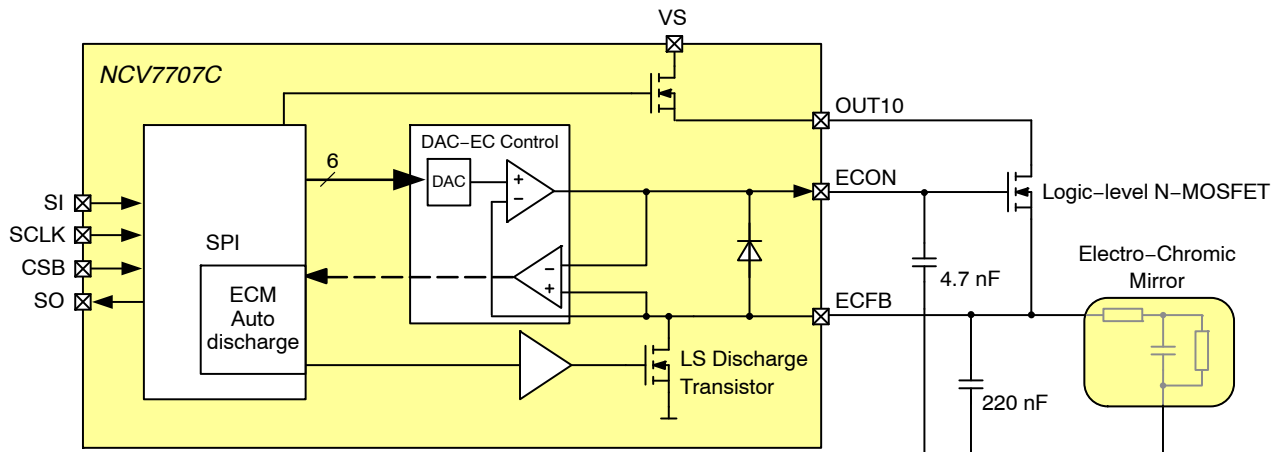 VS
NCV7707C
OUT10
DAC−EC Control
6
DAC
+
−
ECON
Logic−level N−MOSFET
SI
SCLK
CSB
SO
SPI
−
+
ECM
Auto
discharge
4.7 nF
Electro−Chromic
Mirror
ECFB
LS Discharge
Transistor
220 nF